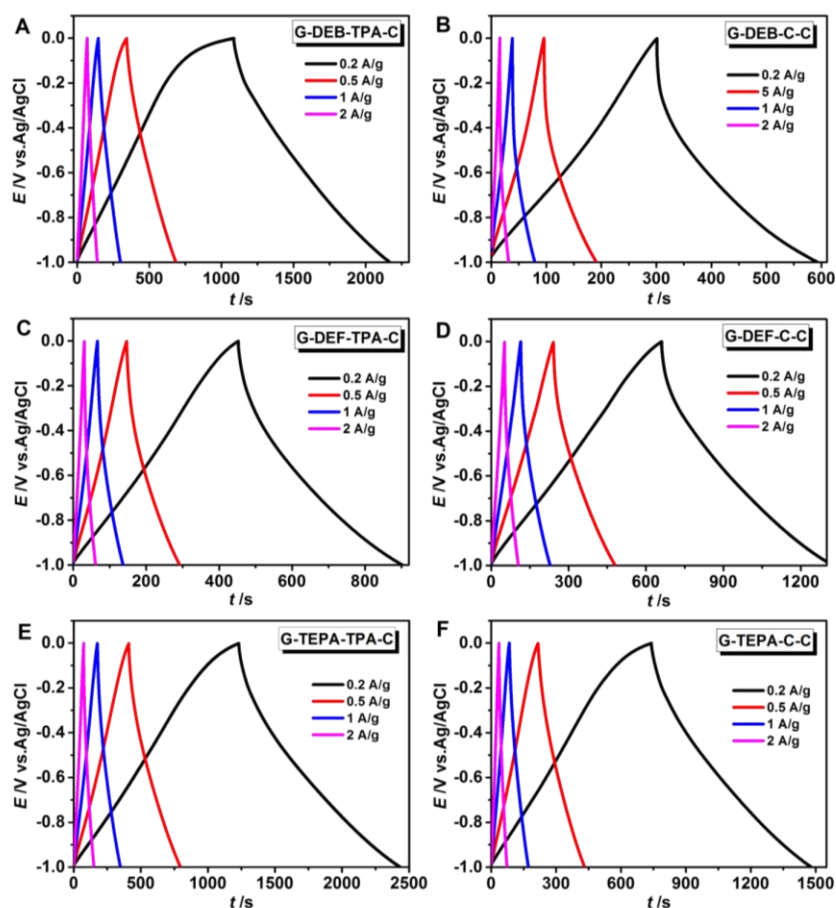 A
G-DEB-TPA-C
0.2 A/g
0.5 A/g
1 A/g
2 A/g
0.0
-0.2
-0.4
-0.6
-0.8
-1.0
E /V vs.Ag/AgCl
0 500 1000 1500 2000
t /s
B
G-DEB-C-C
0.2 A/g
5 A/g
1 A/g
2 A/g
0.0
-0.2
-0.4
-0.6
-0.8
-1.0
E /V vs.Ag/AgCl
0 100 200 300 400 500 600
t /s
C
G-DEF-TPA-C
0.2 A/g
0.5 A/g
1 A/g
2 A/g
0.0
-0.2
-0.4
-0.6
-0.8
-1.0
E /V vs.Ag/AgCl
0 200 400 600 800
t /s
D
G-DEF-C-C
0.2 A/g
0.5 A/g
1 A/g
2 A/g
0.0
-0.2
-0.4
-0.6
-0.8
-1.0
E /V vs.Ag/AgCl
0 300 600 900 1200
t /s
E
G-TEPA-TPA-C
0.2 A/g
0.5 A/g
1 A/g
2 A/g
0.0
-0.2
-0.4
-0.6
-0.8
-1.0
E /V vs.Ag/AgCl
0 500 1000 1500 2000 2500
t /s
F
G-TEPA-C-C
0.2 A/g
0.5 A/g
1 A/g
2 A/g
0.0
-0.2
-0.4
-0.6
-0.8
-1.0
E /V vs.Ag/AgCl
0 300 600 900 1200 1500
t /s